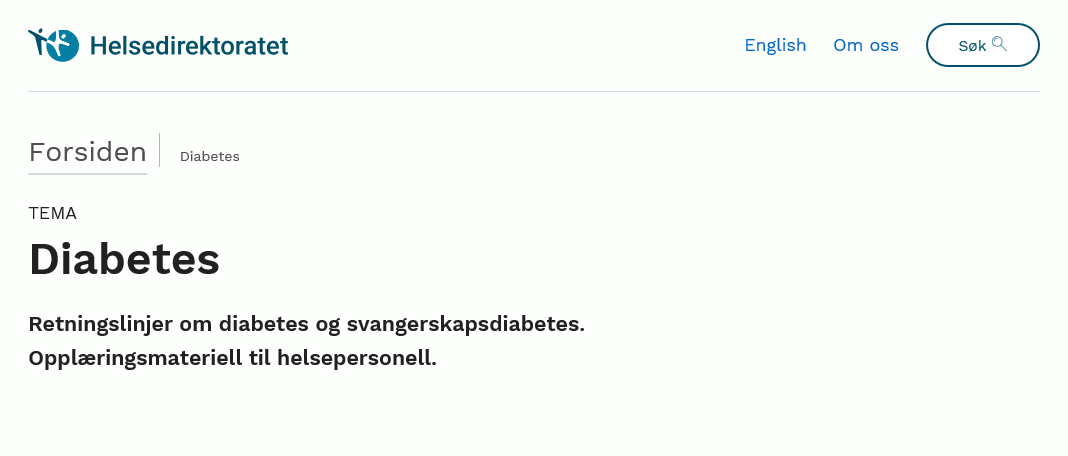 Helsedirektoratet
English Om oss Søk
Forsiden Diabetes
TEMA
Diabetes
Retningslinjer om diabetes og svangerskapsdiabetes.
Opplæringsmateriell til helsepersonell.